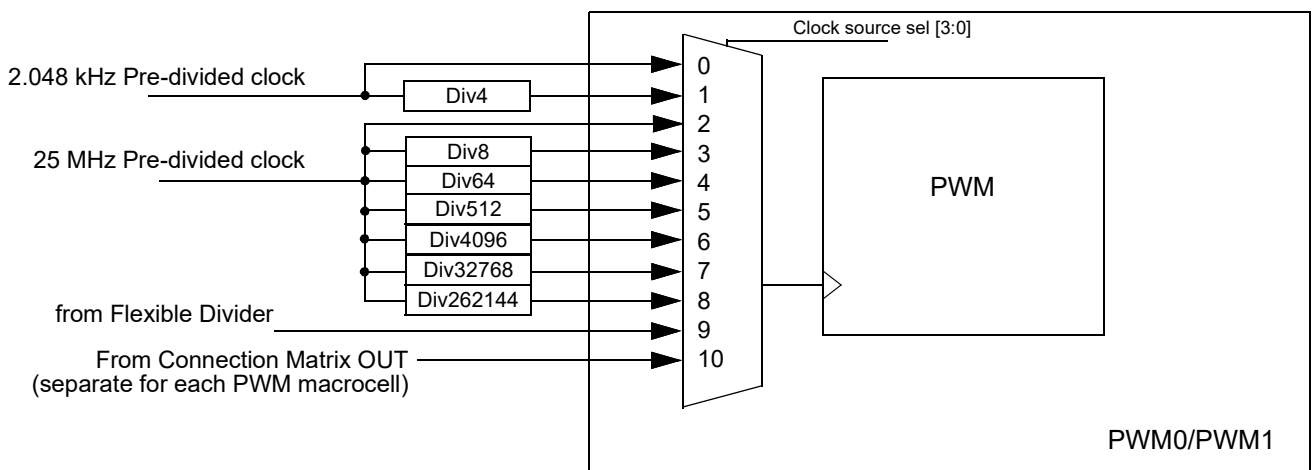 Clock source sel [3:0]
2.048 kHz Pre-divided clock
0
Div4
1
2
25 MHz Pre-divided clock
Div8
3
Div64
4
PWM
Div512
5
Div4096
6
Div32768
7
Div262144
8
from Flexible Divider
9
From Connection Matrix OUT
10
(separate for each PWM macrocell)
PWM0/PWM1